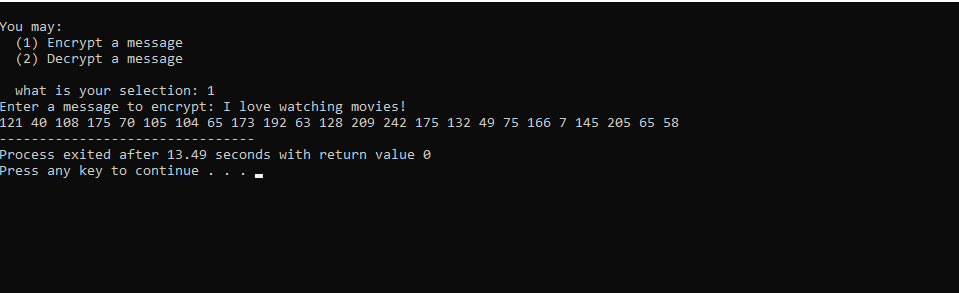 You may:
  (1) Encrypt a message
  (2) Decrypt a message
  what is your selection: 1
Enter a message to encrypt: I love watching movies!
121 40 108 175 70 105 104 65 173 192 63 128 209 242 175 132 49 75 166 7 145 205 65 58
--------------------------------
Process exited after 13.49 seconds with return value 0
Press any key to continue . . .